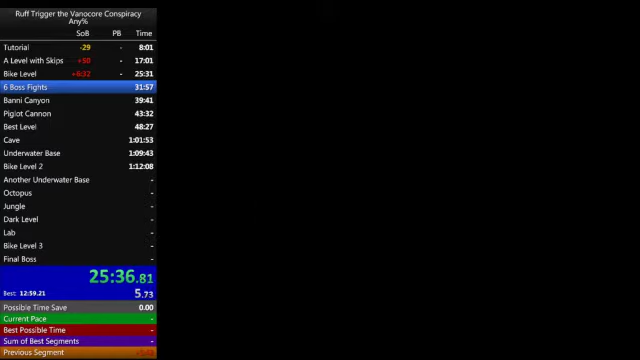 Ruff Trigger the Vanocore Conspiracy
Any%
SoB PB Time
Tutorial -29 - 8:01
A Level with Skips +50 - 17:01
Bike Level +6:32 - 25:31
6 Boss Fights 31:57
Banni Canyon 39:41
Piglot Cannon 43:32
Best Level 48:27
Cave 1:01:53
Underwater Base 1:09:43
Bike Level 2 1:12:08
Another Underwater Base -
Octopus -
Jungle -
Dark Level -
Lab -
Bike Level 3 -
Final Boss -
25:36.81
Best: 12:59.21 5.73
Possible Time Save 0.00
Current Pace -
Best Possible Time -
Sum of Best Segments -
Previous Segment